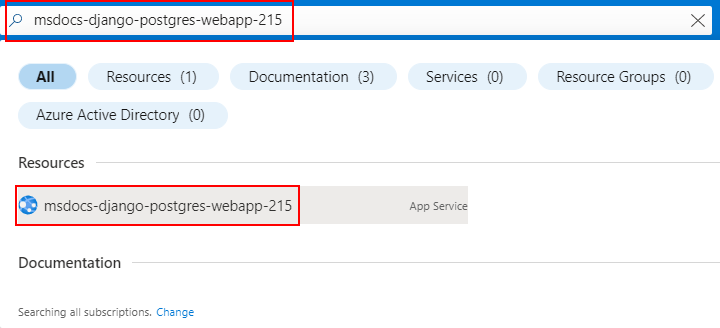 msdocs-django-postgres-webapp-215
All Resources (1) Documentation (3) Services (0) Resource Groups (0)
Azure Active Directory (0)
Resources
msdocs-django-postgres-webapp-215 App Service
Documentation
Searching all subscriptions. Change